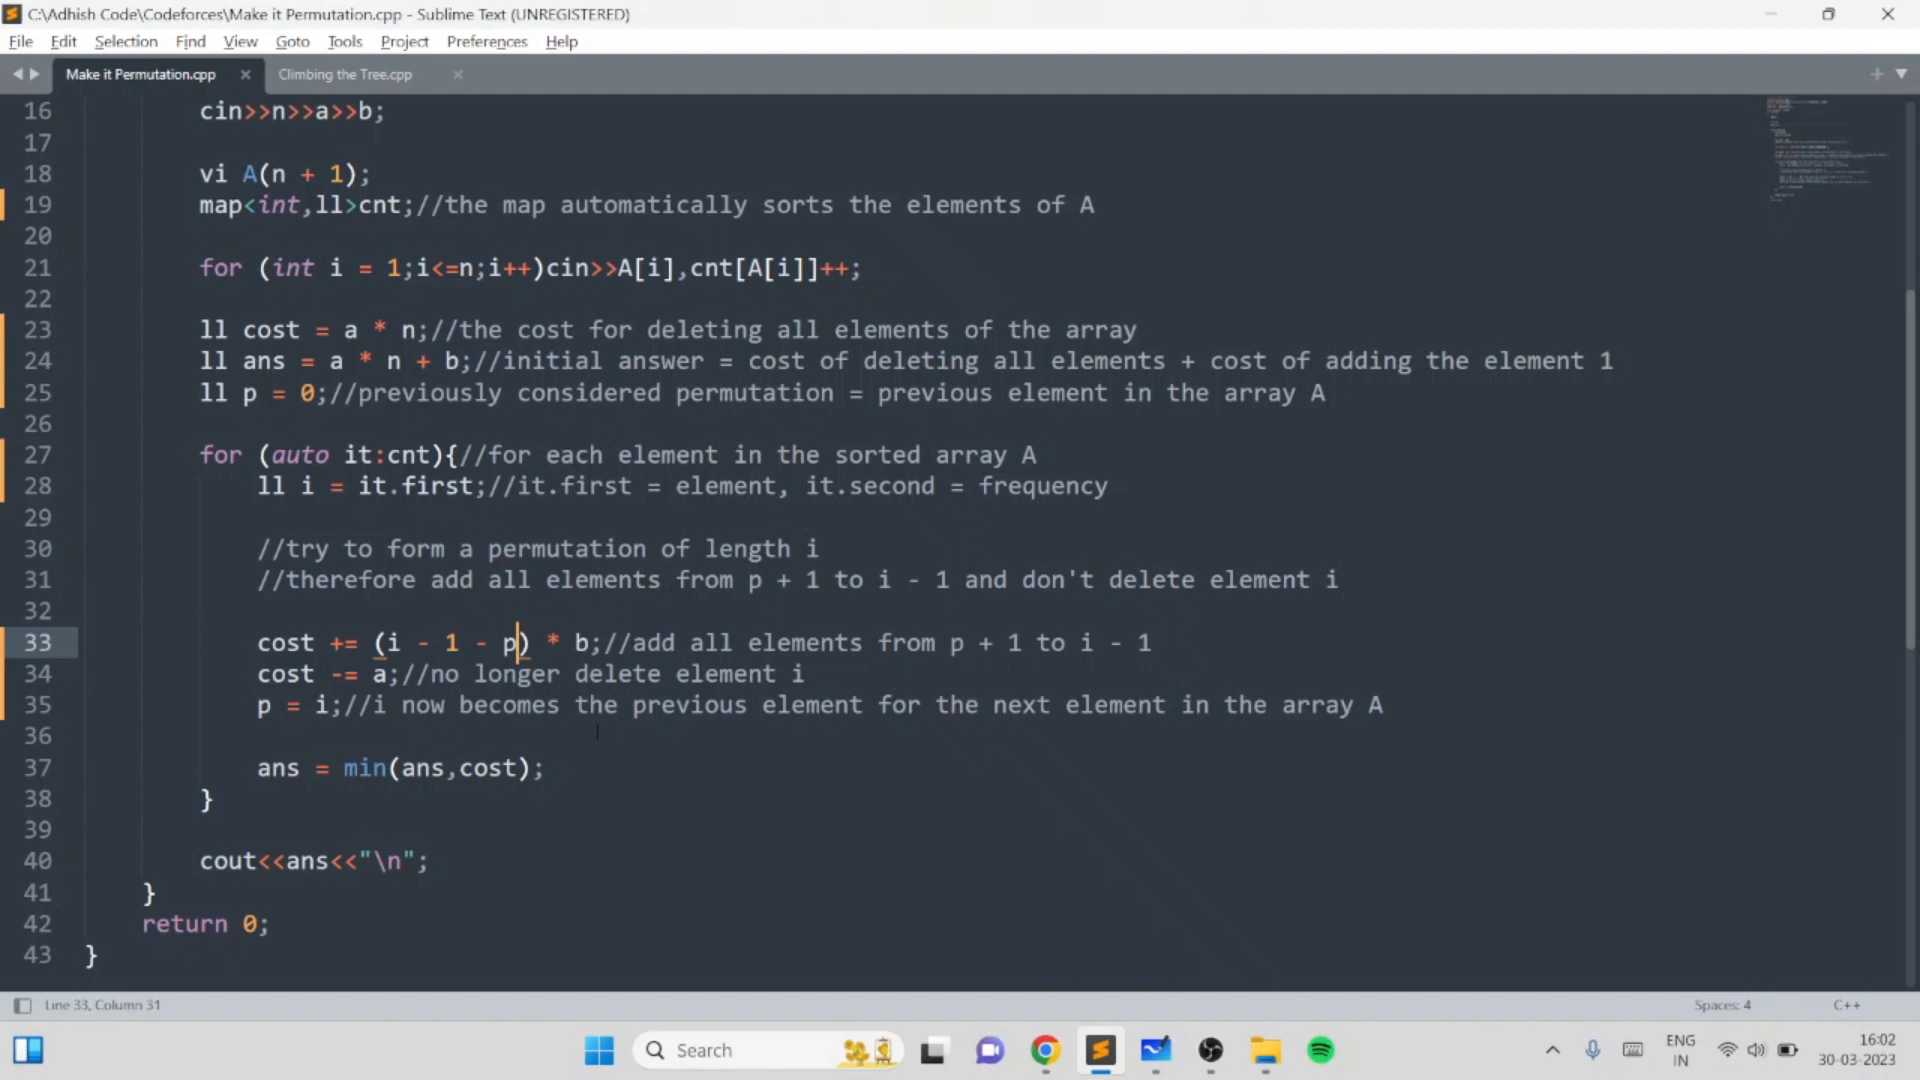 C:\Adhish Code\Codeforces\Make it Permutation.cpp - Sublime Text (UNREGISTERED)
File Edit Selection Find View Goto Tools Project Preferences Help
Make it Permutation.cpp Climbing the Tree.cpp
16 cin>>n>>a>>b;
17
18 vi A(n + 1);
19 map<int,ll>cnt;//the map automatically sorts the elements of A
20
21 for (int i = 1;i<=n;i++)cin>>A[i],cnt[A[i]]++;
22
23 ll cost = a * n;//the cost for deleting all elements of the array
24 ll ans = a * n + b;//initial answer = cost of deleting all elements + cost of adding the element 1
25 ll p = 0;//previously considered permutation = previous element in the array A
26
27 for (auto it:cnt){//for each element in the sorted array A
28 ll i = it.first;//it.first = element, it.second = frequency
29
30 //try to form a permutation of length i
31 //therefore add all elements from p + 1 to i - 1 and don't delete element i
32
33 cost += (i - 1 - p) * b;//add all elements from p + 1 to i - 1
34 cost -= a;//no longer delete element i
35 p = i;//i now becomes the previous element for the next element in the array A
36
37 ans = min(ans,cost);
38 }
39
40 cout<<ans<<"\n";
41 }
42 return 0;
43 }
Line 33, Column 31 Spaces: 4 C++
Search ENG IN 16:02 30-03-2023